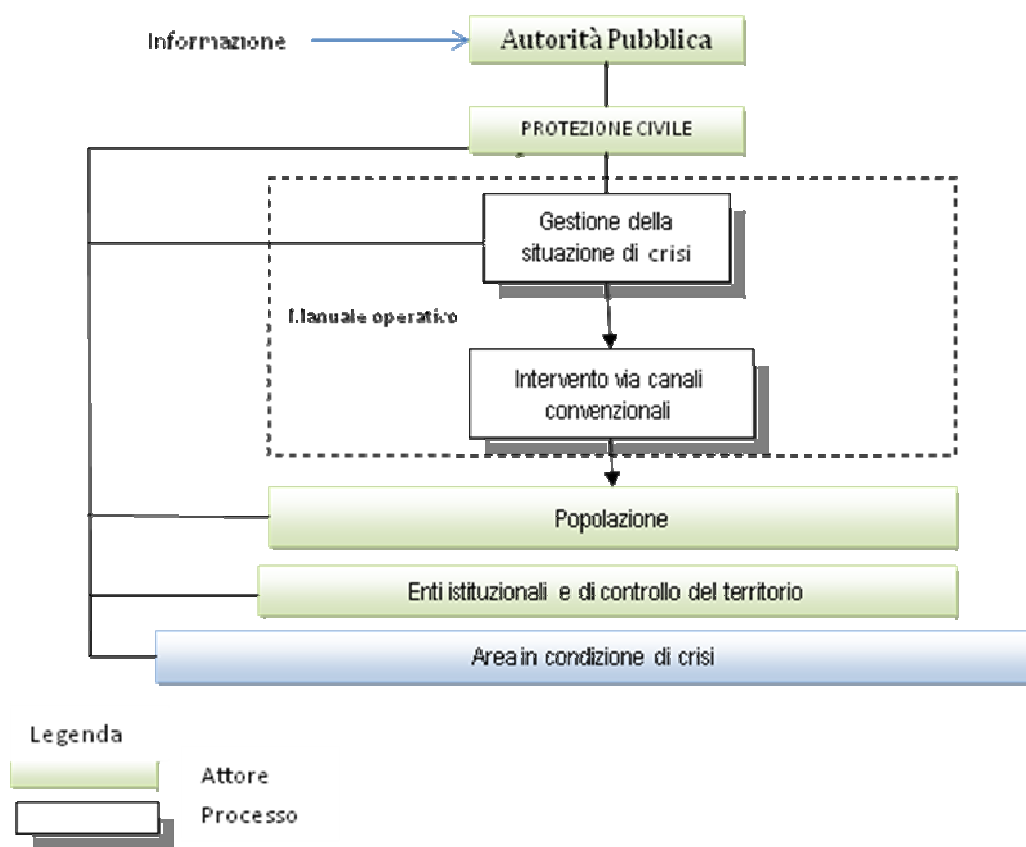 Informazione
Autorità Pubblica
PROTEZIONE CIVILE
Gestione della
situazione di crisi
Manuale operativo
Intervento via canali
convenzionali
Popolazione
Enti istituzionali e di controllo del territorio
Area in condizione di crisi
Legenda
Attore
Processo